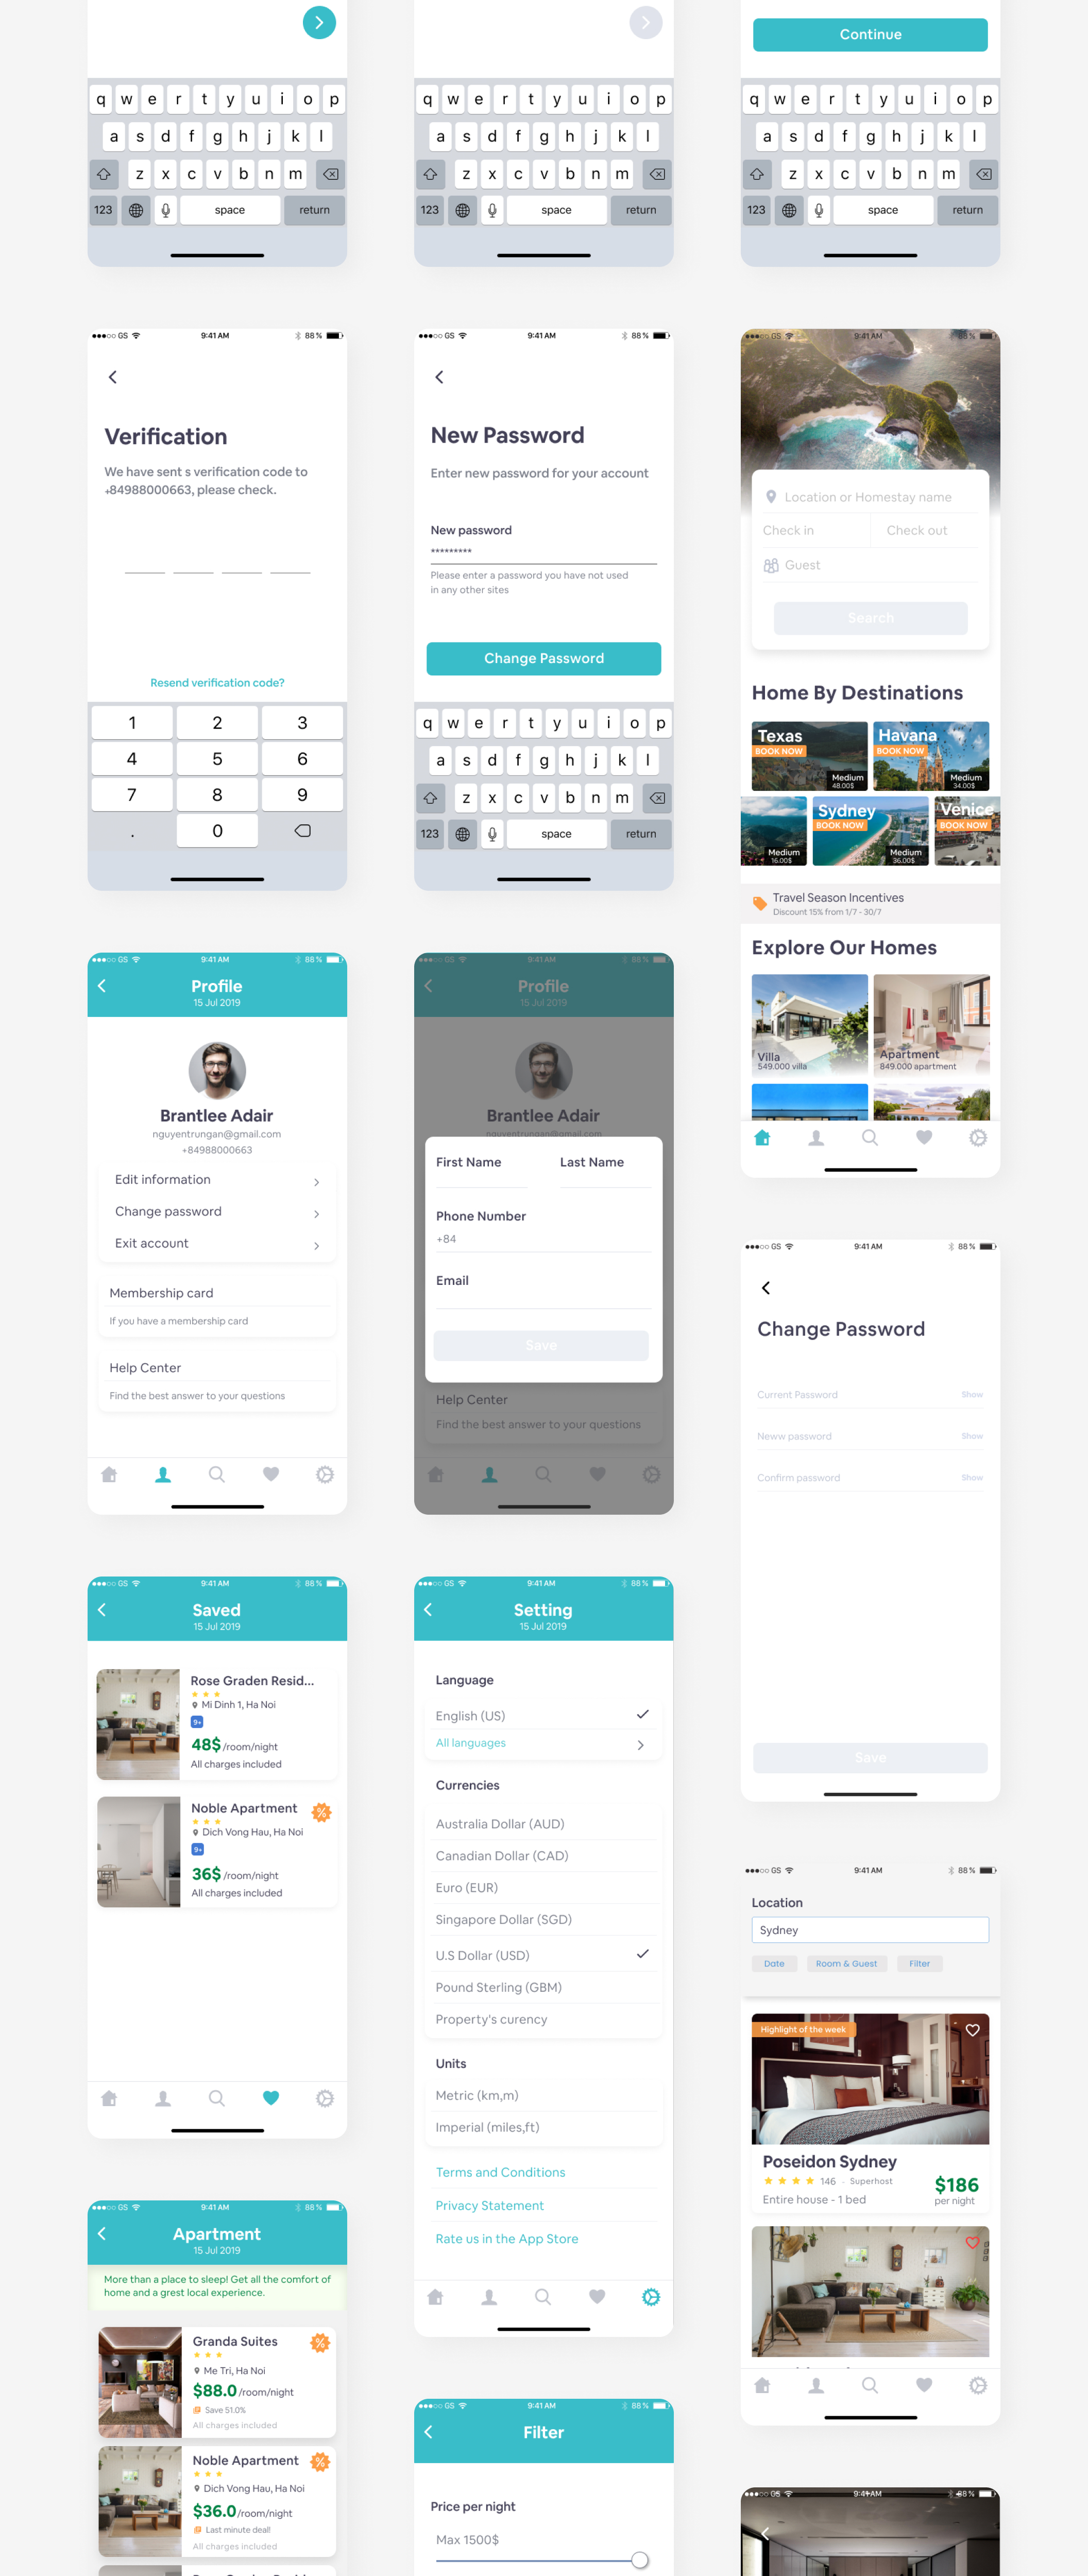 q w e r t y u i o p
a s d f g h j k l
z x c v b n m
123 space return
q w e r t y u i o p
a s d f g h j k l
z x c v b n m
123 space return
Continue
q w e r t y u i o p
a s d f g h j k l
z x c v b n m
123 space return
GS 9:41 AM 88%
Verification
We have sent s verification code to
+84988000663, please check.
Resend verification code?
1 2 3
4 5 6
7 8 9
. 0
GS 9:41 AM 88%
New Password
Enter new password for your account
New password
*********
Please enter a password you have not used
in any other sites
Change Password
q w e r t y u i o p
a s d f g h j k l
z x c v b n m
123 space return
GS 9:41 AM 88%
Location or Homestay name
Check in Check out
Guest
Search
Home By Destinations
Texas
BOOK NOW
Medium
48.00$
Havana
BOOK NOW
Medium
34.00$
Medium
16.00$
Sydney
BOOK NOW
Medium
36.00$
Venice
BOOK NOW
Travel Season Incentives
Discount 15% from 1/7 - 30/7
Explore Our Homes
Villa
549.000 villa
Apartment
849.000 apartment
GS 9:41 AM 88%
Profile
15 Jul 2019
Brantlee Adair
nguyentrungan@gmail.com
+84988000663
Edit information
Change password
Exit account
Membership card
If you have a membership card
Help Center
Find the best answer to your questions
GS 9:41 AM 88%
Profile
15 Jul 2019
Brantlee Adair
nguyentrungan@gmail.com
First Name Last Name
Phone Number
+84
Email
Save
Help Center
Find the best answer to your questions
GS 9:41 AM 88%
Change Password
Current Password Show
Neww password Show
Confirm password Show
Save
GS 9:41 AM 88%
Saved
15 Jul 2019
Rose Graden Resid...
Mi Dinh 1, Ha Noi
9+
48$ /room/night
All charges included
Noble Apartment
%
Dich Vong Hau, Ha Noi
9+
36$ /room/night
All charges included
GS 9:41 AM 88%
Setting
15 Jul 2019
Language
English (US)
All languages
Currencies
Australia Dollar (AUD)
Canadian Dollar (CAD)
Euro (EUR)
Singapore Dollar (SGD)
U.S Dollar (USD)
Pound Sterling (GBM)
Property's curency
Units
Metric (km,m)
Imperial (miles,ft)
Terms and Conditions
Privacy Statement
Rate us in the App Store
GS 9:41 AM 88%
Location
Sydney
Date Room & Guest Filter
Highlight of the week
Poseidon Sydney
146 - Superhost
Entire house - 1 bed
$186
per night
GS 9:41 AM 88%
Apartment
15 Jul 2019
More than a place to sleep! Get all the comfort of
home and a grest local experience.
Granda Suites
%
Me Tri, Ha Noi
$88.0 /room/night
Save 51.0%
All charges included
Noble Apartment
%
Dich Vong Hau, Ha Noi
$36.0 /room/night
Last minute deal!
All charges included
GS 9:41 AM 88%
Filter
Price per night
Max 1500$
GS 9:41 AM 88%